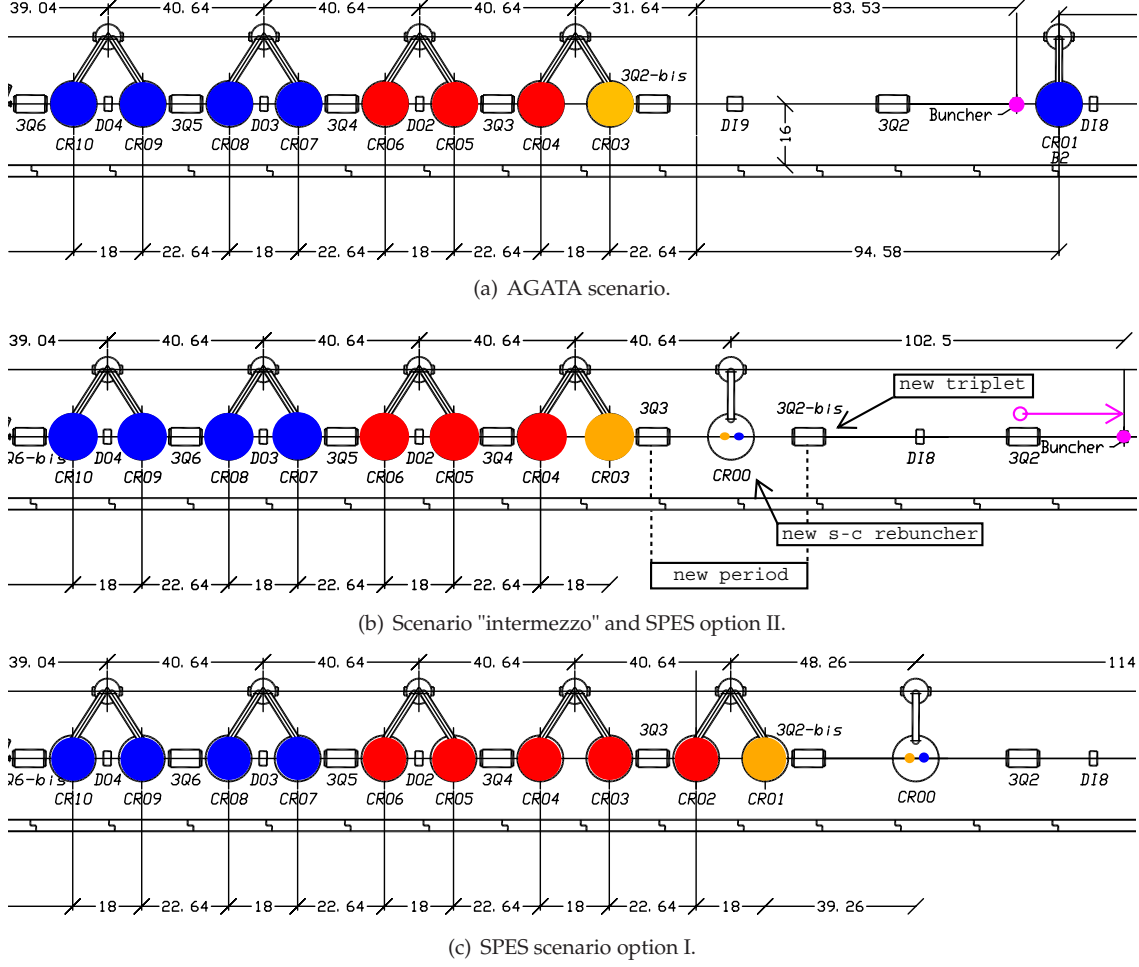 39. 04 40. 64 40. 64 40. 64 31. 64 83. 53
3Q2-bis
3Q6 D04 3Q5 D03 3Q4 D02 3Q3 DI9 3Q2 Buncher DI8
CR10 CR09 CR08 CR07 CR06 CR05 CR04 CR03 16 CR01
B2
18 22. 64 18 22. 64 18 22. 64 18 22. 64 94. 58
(a) AGATA scenario.
39. 04 40. 64 40. 64 40. 64 40. 64 102. 5
new triplet
3Q3 3Q2-bis
Q6-bis D04 3Q6 D03 3Q5 D02 3Q4 DI8 3Q2 Buncher
CR10 CR09 CR08 CR07 CR06 CR05 CR04 CR03 CR00
new s-c rebuncher
new period
18 22. 64 18 22. 64 18 22. 64 18
(b) Scenario "intermezzo" and SPES option II.
39. 04 40. 64 40. 64 40. 64 40. 64 48. 26 114
3Q3 3Q2-bis
Q6-bis D04 3Q6 D03 3Q5 D02 3Q4 3Q2 DI8
CR10 CR09 CR08 CR07 CR06 CR05 CR04 CR03 CR02 CR01 CR00
18 22. 64 18 22. 64 18 22. 64 18 22. 64 18 39. 26
(c) SPES scenario option I.